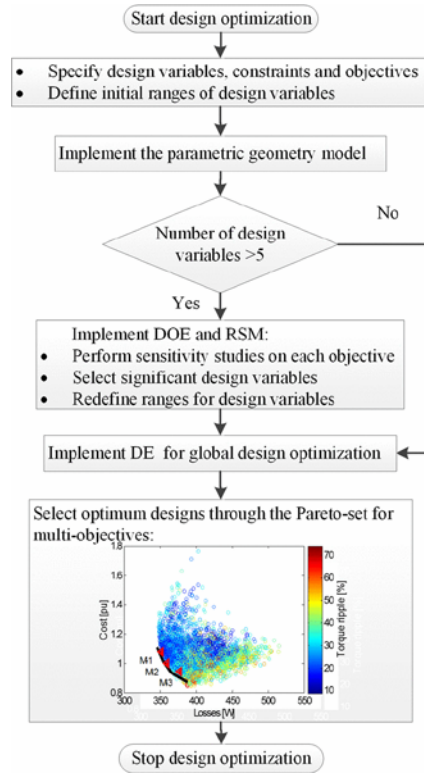 Start design optimization
• Specify design variables, constraints and objectives
• Define initial ranges of design variables
Implement the parametric geometry model
No
Number of design
variables >5
Yes
Implement DOE and RSM:
• Perform sensitivity studies on each objective
• Select significant design variables
• Redefine ranges for design variables
Implement DE for global design optimization
Select optimum designs through the Pareto-set for
multi-objectives:
1.8
1.6
1.4
1.2
1
0.8
Cost [pu]
M1
M2
M3
300 350 400 450 500 550
Losses [W]
70
60
50
40
30
20
10
Torque ripple [%]
Stop design optimization